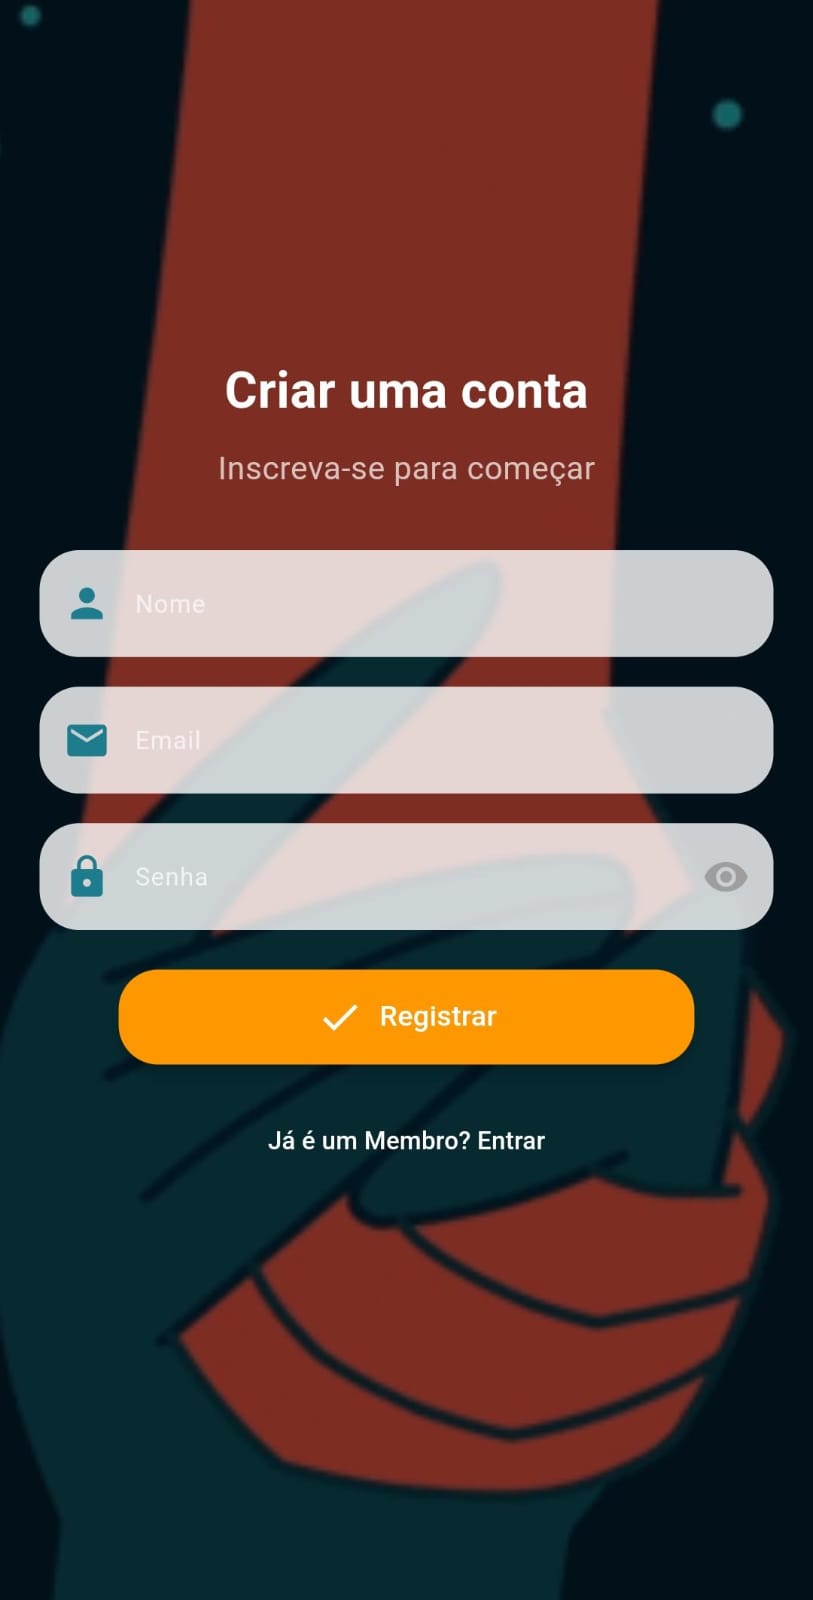 Criar uma conta
Inscreva-se para começar
Nome
Email
Senha
Registrar
Já é um Membro? Entrar